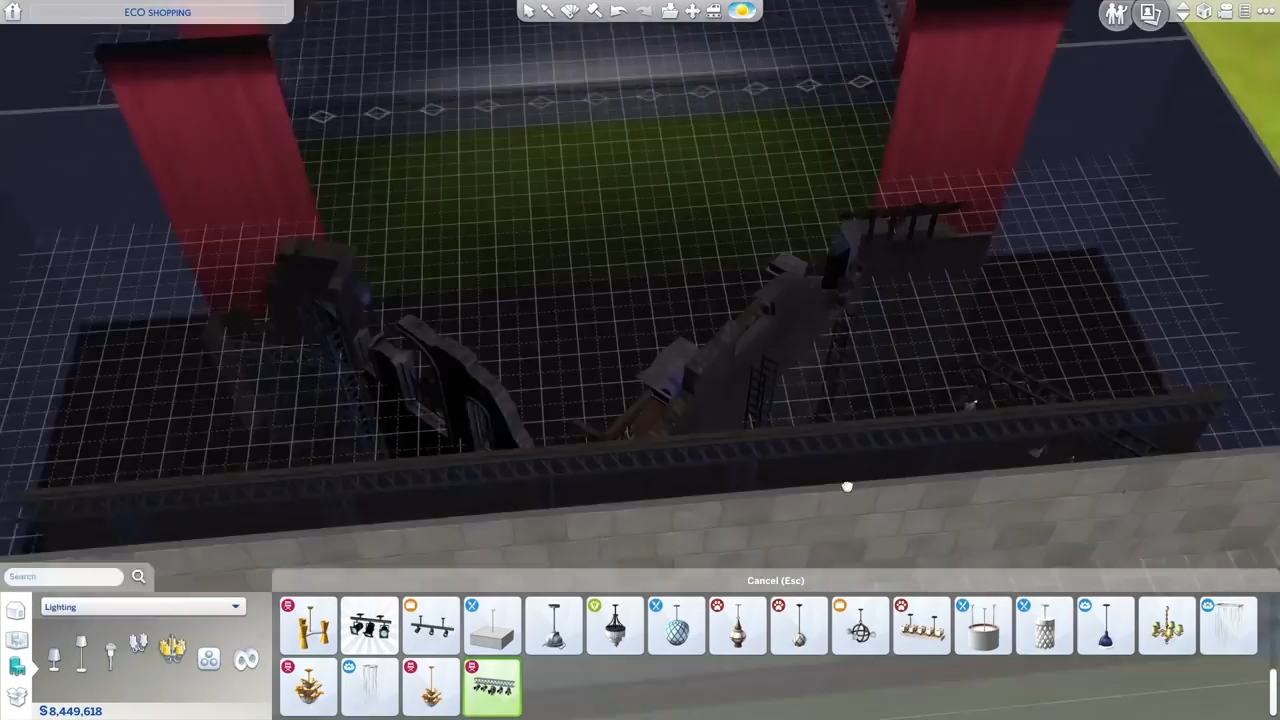 ECO SHOPPING
Cancel (Esc)
Search
Lighting
§8,449,618